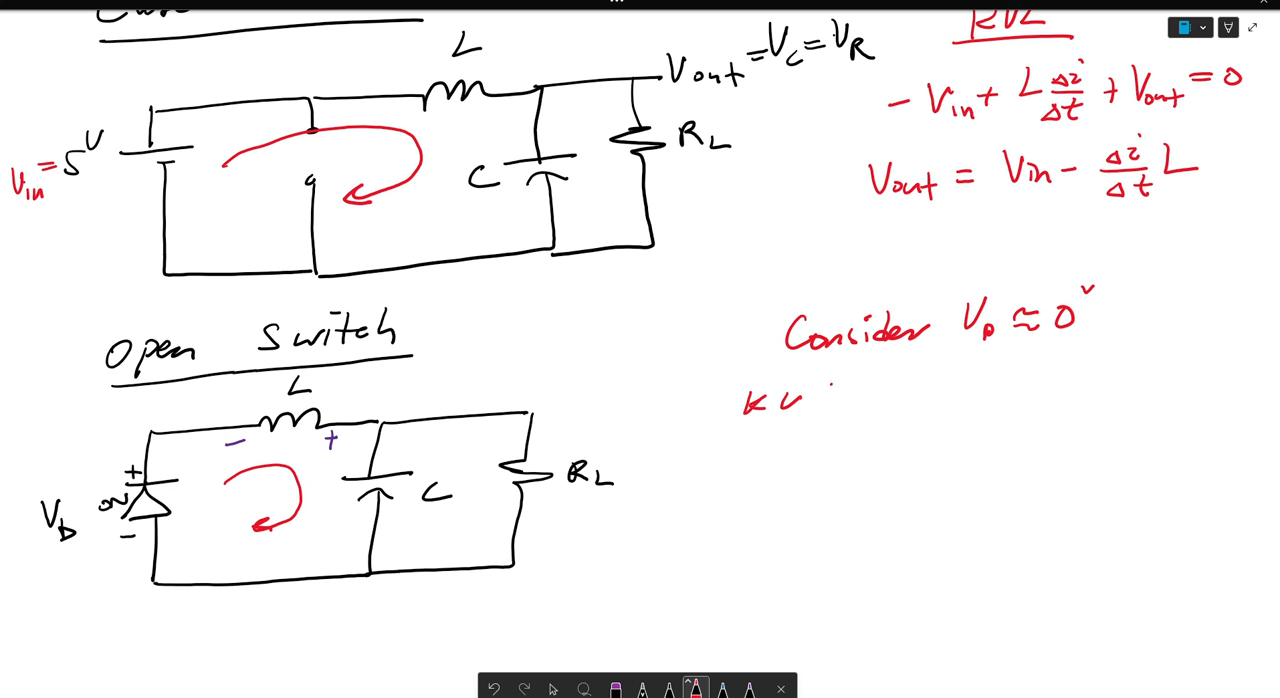 KVL
L
Vout = Vc = VR
- Vin + L Δi/Δt + Vout = 0
Vin = 5V
C
RL
Vout = Vin - Δi/Δt L
Open Switch
Consider VD ≈ 0v
L
K V
- +
+
VD
ON
-
C
RL